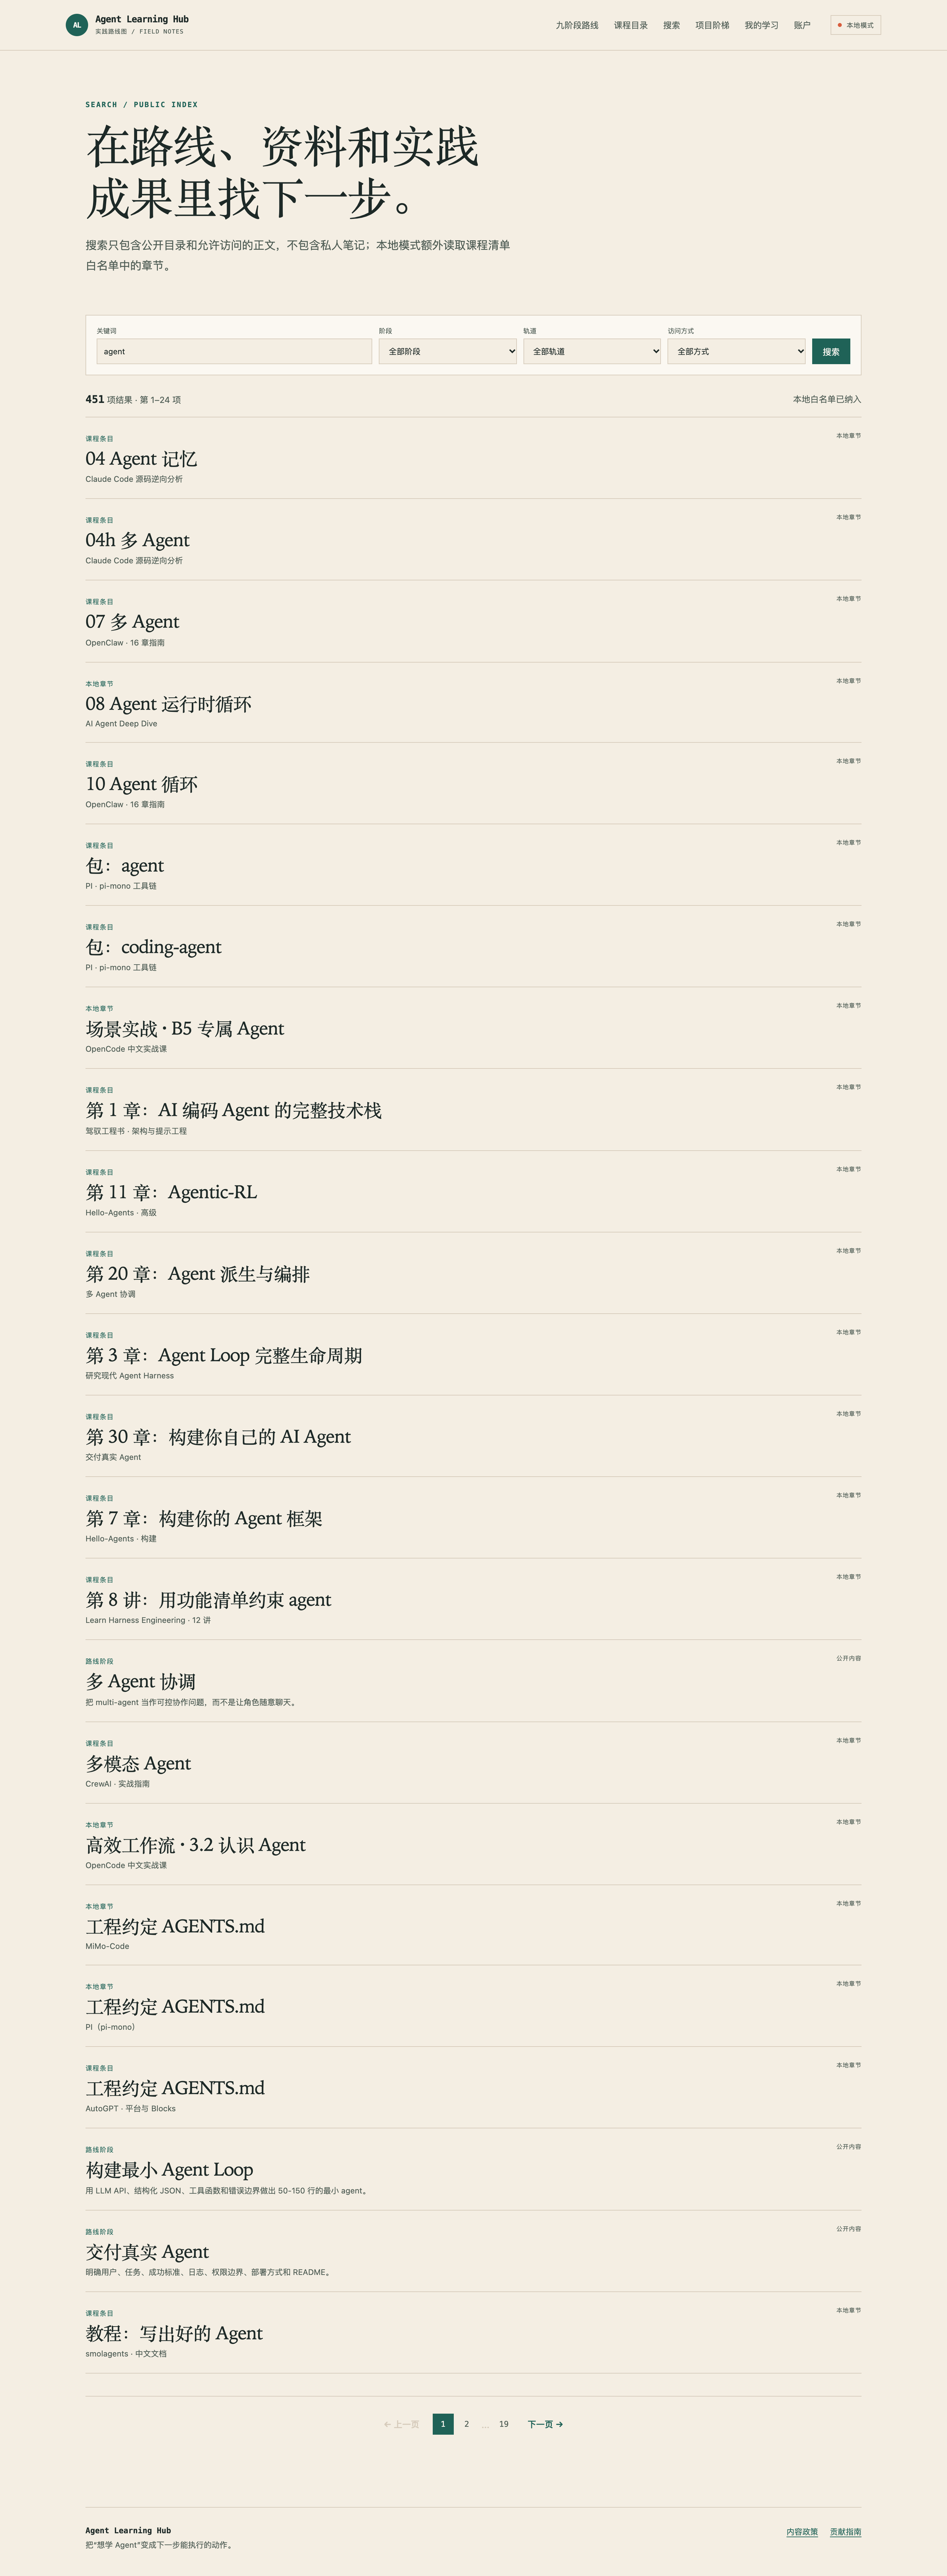 AL
Agent Learning Hub
实践路线图 / FIELD NOTES
九阶段路线 课程目录 搜索 项目阶梯 我的学习 账户 本地模式
SEARCH / PUBLIC INDEX
在路线、资料和实践
成果里找下一步。
搜索只包含公开目录和允许访问的正文，不包含私人笔记；本地模式额外读取课程清单
白名单中的章节。
关键词 阶段 轨道 访问方式
agent 全部阶段 全部轨道 全部方式 搜索
451 项结果 · 第 1–24 项 本地白名单已纳入
课程条目 本地章节
04 Agent 记忆
Claude Code 源码逆向分析
课程条目 本地章节
04h 多 Agent
Claude Code 源码逆向分析
课程条目 本地章节
07 多 Agent
OpenClaw · 16 章指南
本地章节 本地章节
08 Agent 运行时循环
AI Agent Deep Dive
课程条目 本地章节
10 Agent 循环
OpenClaw · 16 章指南
课程条目 本地章节
包：agent
PI · pi-mono 工具链
课程条目 本地章节
包：coding-agent
PI · pi-mono 工具链
本地章节 本地章节
场景实战 · B5 专属 Agent
OpenCode 中文实战课
课程条目 本地章节
第 1 章：AI 编码 Agent 的完整技术栈
驾驭工程书 · 架构与提示工程
课程条目 本地章节
第 11 章：Agentic-RL
Hello-Agents · 高级
课程条目 本地章节
第 20 章：Agent 派生与编排
多 Agent 协调
课程条目 本地章节
第 3 章：Agent Loop 完整生命周期
研究现代 Agent Harness
课程条目 本地章节
第 30 章：构建你自己的 AI Agent
交付真实 Agent
课程条目 本地章节
第 7 章：构建你的 Agent 框架
Hello-Agents · 构建
课程条目 本地章节
第 8 讲：用功能清单约束 agent
Learn Harness Engineering · 12 讲
路线阶段 公开内容
多 Agent 协调
把 multi-agent 当作可控协作问题，而不是让角色随意聊天。
课程条目 本地章节
多模态 Agent
CrewAI · 实战指南
本地章节 本地章节
高效工作流 · 3.2 认识 Agent
OpenCode 中文实战课
本地章节 本地章节
工程约定 AGENTS.md
MiMo-Code
本地章节 本地章节
工程约定 AGENTS.md
PI（pi-mono）
课程条目 本地章节
工程约定 AGENTS.md
AutoGPT · 平台与 Blocks
路线阶段 公开内容
构建最小 Agent Loop
用 LLM API、结构化 JSON、工具函数和错误边界做出 50-150 行的最小 agent。
路线阶段 公开内容
交付真实 Agent
明确用户、任务、成功标准、日志、权限边界、部署方式和 README。
课程条目 本地章节
教程：写出好的 Agent
smolagents · 中文文档
← 上一页 1 2 … 19 下一页 →
Agent Learning Hub
把“想学 Agent”变成下一步能执行的动作。
内容政策 贡献指南